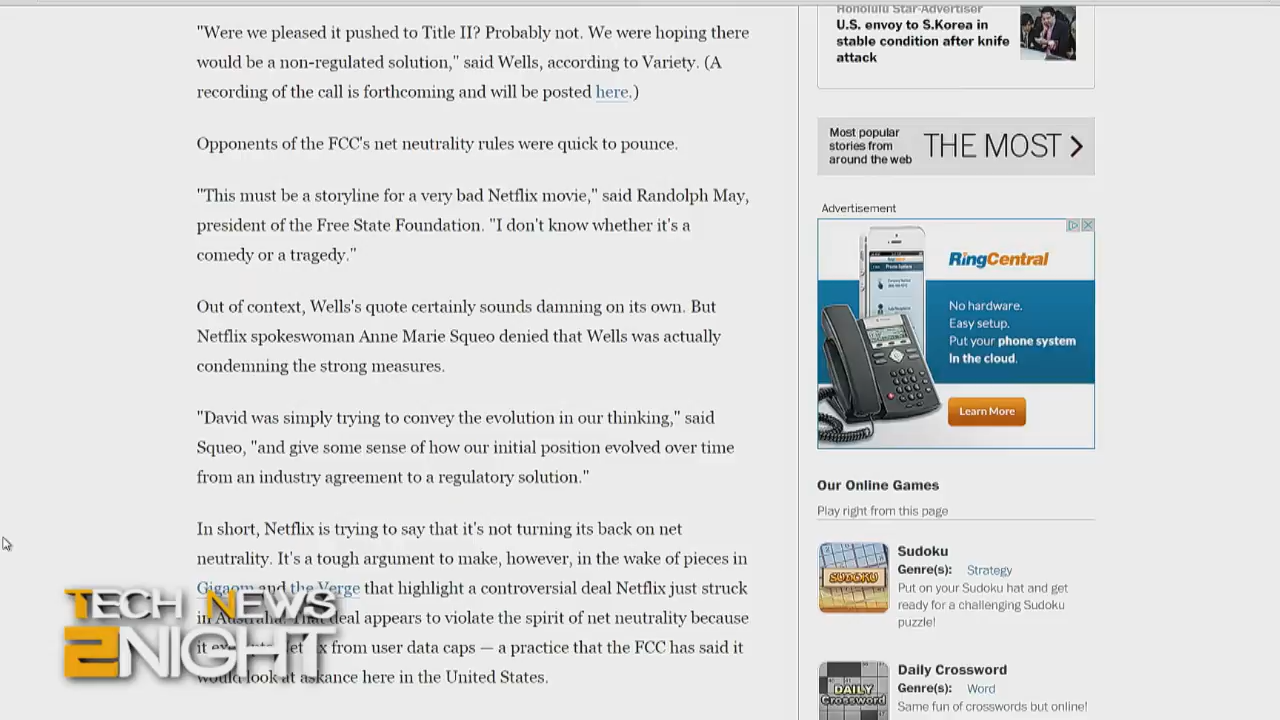 "Were we pleased it pushed to Title II? Probably not. We were hoping there
would be a non-regulated solution," said Wells, according to Variety. (A
recording of the call is forthcoming and will be posted here.)
Opponents of the FCC's net neutrality rules were quick to pounce.
"This must be a storyline for a very bad Netflix movie," said Randolph May,
president of the Free State Foundation. "I don't know whether it's a
comedy or a tragedy."
Out of context, Wells's quote certainly sounds damning on its own. But
Netflix spokeswoman Anne Marie Squeo denied that Wells was actually
condemning the strong measures.
"David was simply trying to convey the evolution in our thinking," said
Squeo, "and give some sense of how our initial position evolved over time
from an industry agreement to a regulatory solution."
In short, Netflix is trying to say that it's not turning its back on net
neutrality. It's a tough argument to make, however, in the wake of pieces in
Gigaom and the Verge that highlight a controversial deal Netflix just struck
in deal appears to violate the spirit of net neutrality because
it from user data caps — a practice that the FCC has said it
would look at askance here in the United States.
TECH NEWS
2NIGHT
Honolulu Star-Advertiser
U.S. envoy to S.Korea in
stable condition after knife
attack
Most popular
stories from
around the web
THE MOST
Advertisement
RingCentral
No hardware.
Easy setup.
Put your phone system
In the cloud.
Learn More
Our Online Games
Play right from this page
SUDOKU
Sudoku
Genre(s): Strategy
Put on your Sudoku hat and get
ready for a challenging Sudoku
puzzle!
DAILY
Crossword
Daily Crossword
Genre(s): Word
Same fun of crosswords but online!